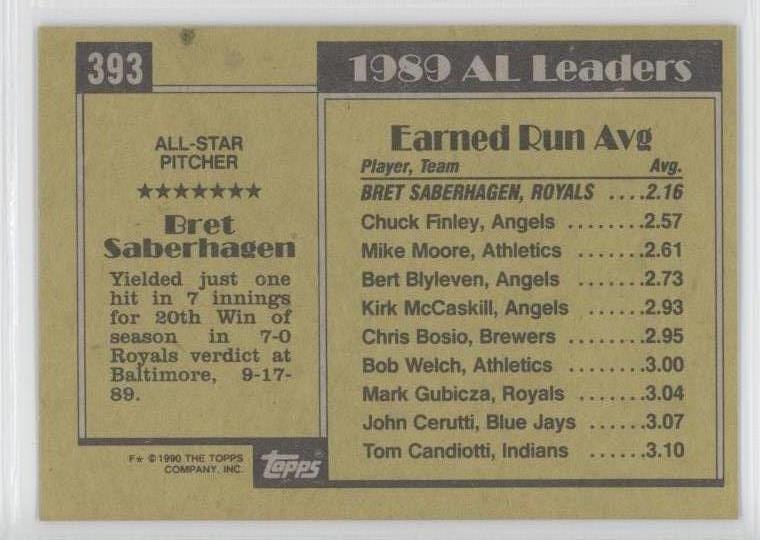 393
ALL-STAR
PITCHER
★★★★★★★
Bret
Saberhagen
Yielded just one
hit in 7 innings
for 20th Win of
season in 7-0
Royals verdict at
Baltimore, 9-17-
89.
F★ ©1990 THE TOPPS
COMPANY, INC.
Topps
1989 AL Leaders
Earned Run Avg
Player, Team Avg.
BRET SABERHAGEN, ROYALS ....2.16
Chuck Finley, Angels ........2.57
Mike Moore, Athletics ........2.61
Bert Blyleven, Angels .......2.73
Kirk McCaskill, Angels .......2.93
Chris Bosio, Brewers ........2.95
Bob Welch, Athletics ........3.00
Mark Gubicza, Royals .......3.04
John Cerutti, Blue Jays ......3.07
Tom Candiotti, Indians ......3.10